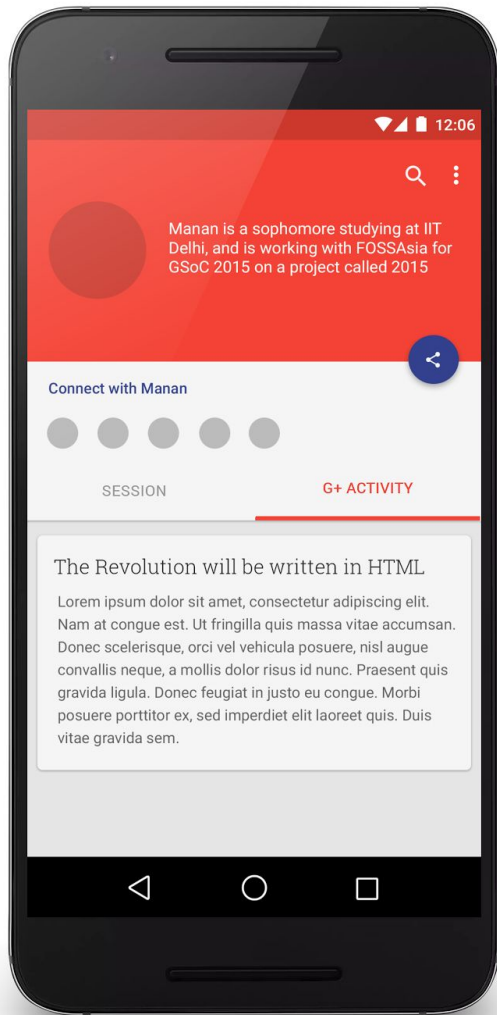 12:06
Manan is a sophomore studying at IIT
Delhi, and is working with FOSSAsia for
GSoC 2015 on a project called 2015
Connect with Manan
SESSION
G+ ACTIVITY
The Revolution will be written in HTML
Lorem ipsum dolor sit amet, consectetur adipiscing elit.
Nam at congue est. Ut fringilla quis massa vitae accumsan.
Donec scelerisque, orci vel vehicula posuere, nisl augue
convallis neque, a mollis dolor risus id nunc. Praesent quis
gravida ligula. Donec feugiat in justo eu congue. Morbi
posuere porttitor ex, sed imperdiet elit laoreet quis. Duis
vitae gravida sem.